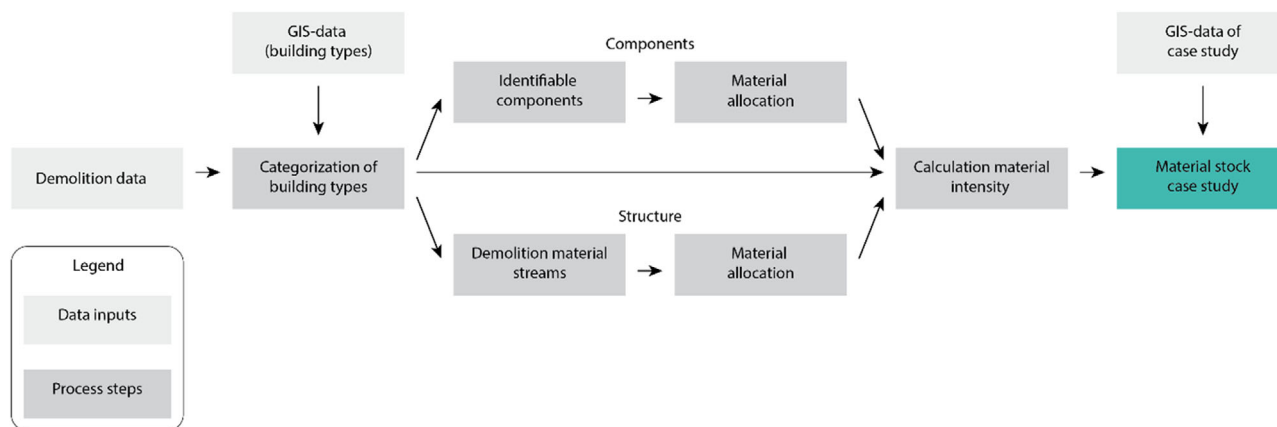 GIS-data
(building types)
Components
GIS-data of
case study
Identifiable
components
Material
allocation
Demolition data
Categorization of
building types
Calculation material
intensity
Material stock
case study
Structure
Demolition material
streams
Material
allocation
Legend
Data inputs
Process steps